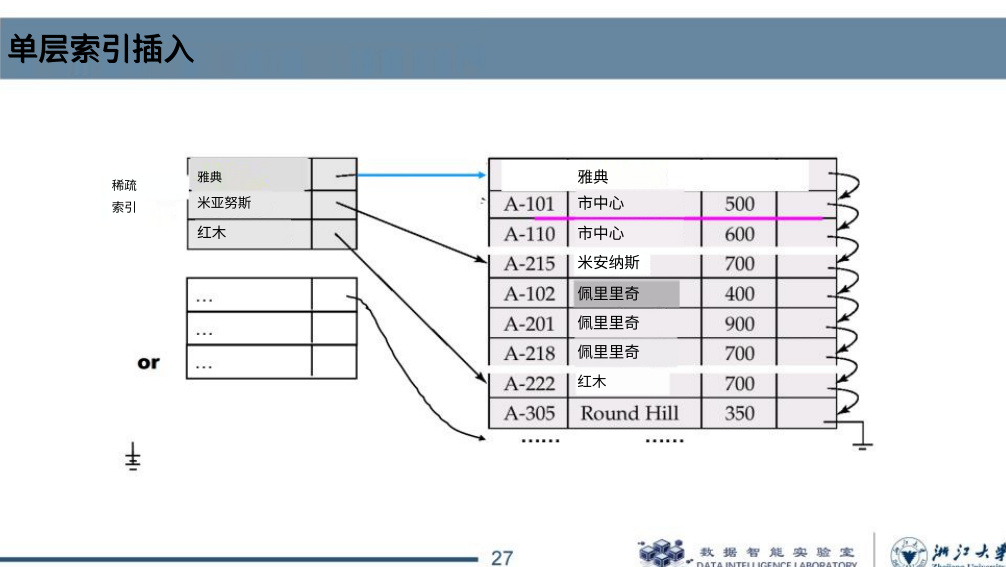 单层索引插入
稀疏
索引
雅典
米亚努斯
红木
…
…
…
or
雅典
A-101 市中心 500
A-110 市中心 600
A-215 米安纳斯 700
A-102 佩里里奇 400
A-201 佩里里奇 900
A-218 佩里里奇 700
A-222 红木 700
A-305 Round Hill 350
…… ……
27
数据智能实验室
DATA INTELLIGENCE LABORATORY
浙江大学
Zhejiang University